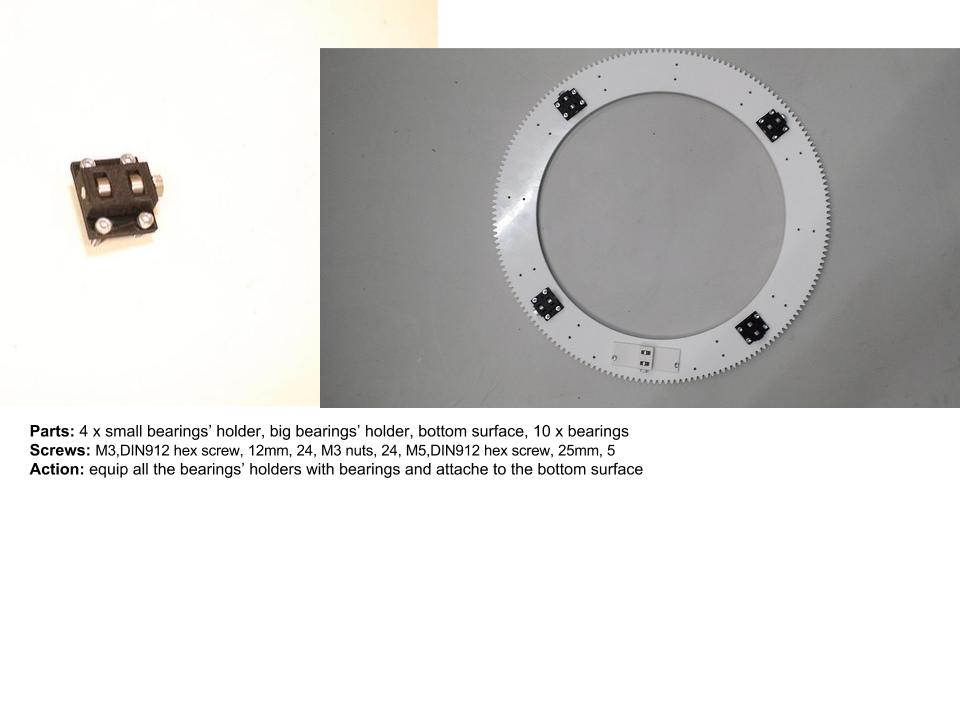 Parts: 4 x small bearings’ holder, big bearings’ holder, bottom surface, 10 x bearings
Screws: M3,DIN912 hex screw, 12mm, 24, M3 nuts, 24, M5,DIN912 hex screw, 25mm, 5
Action: equip all the bearings’ holders with bearings and attache to the bottom surface